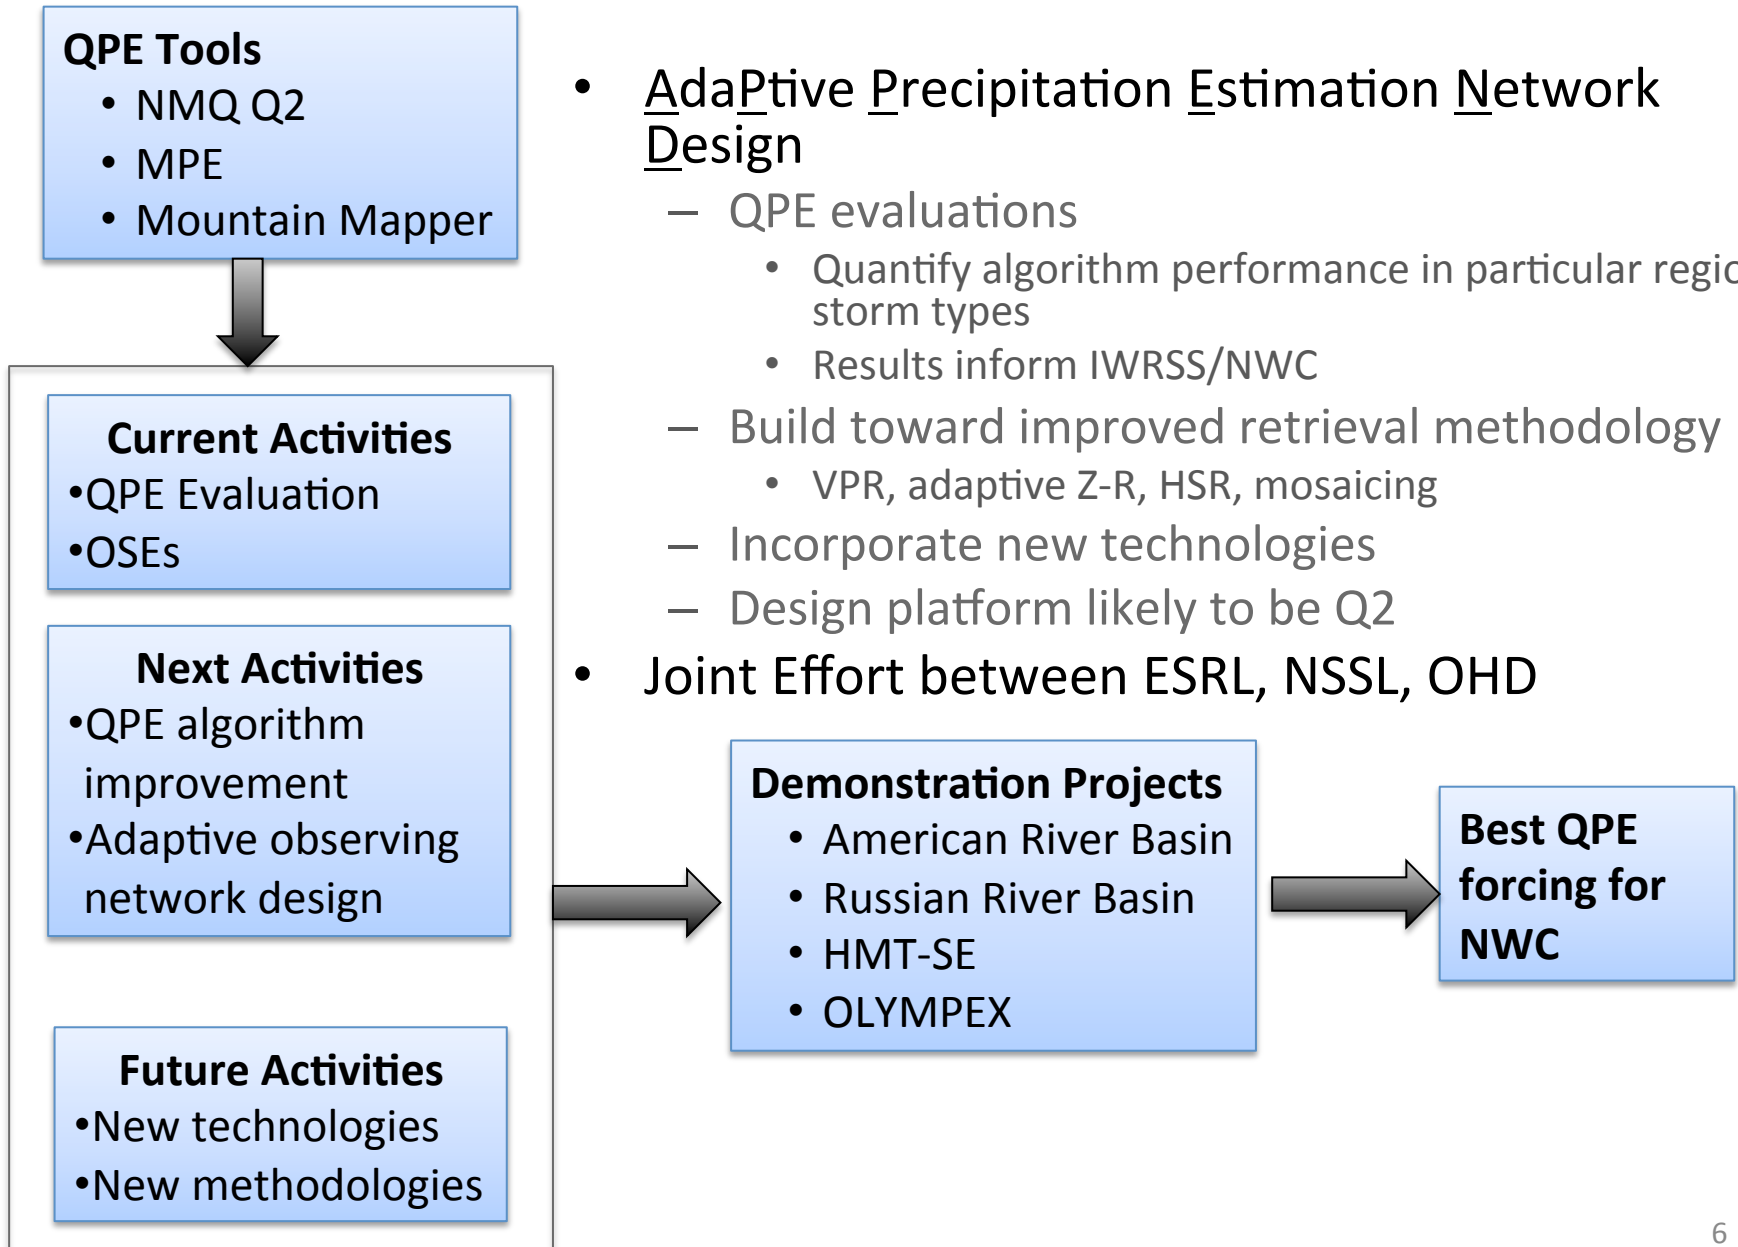 QPE Tools
• NMQ Q2
• MPE
• Mountain Mapper
Current Activities
•QPE Evaluation
•OSEs
Next Activities
•QPE algorithm
improvement
•Adaptive observing
network design
Future Activities
•New technologies
•New methodologies
• AdaPtive Precipitation Estimation Network
Design
– QPE evaluations
• Quantify algorithm performance in particular regio
storm types
• Results inform IWRSS/NWC
– Build toward improved retrieval methodology
• VPR, adaptive Z-R, HSR, mosaicing
– Incorporate new technologies
– Design platform likely to be Q2
• Joint Effort between ESRL, NSSL, OHD
Demonstration Projects
• American River Basin
• Russian River Basin
• HMT-SE
• OLYMPEX
Best QPE
forcing for
NWC
6